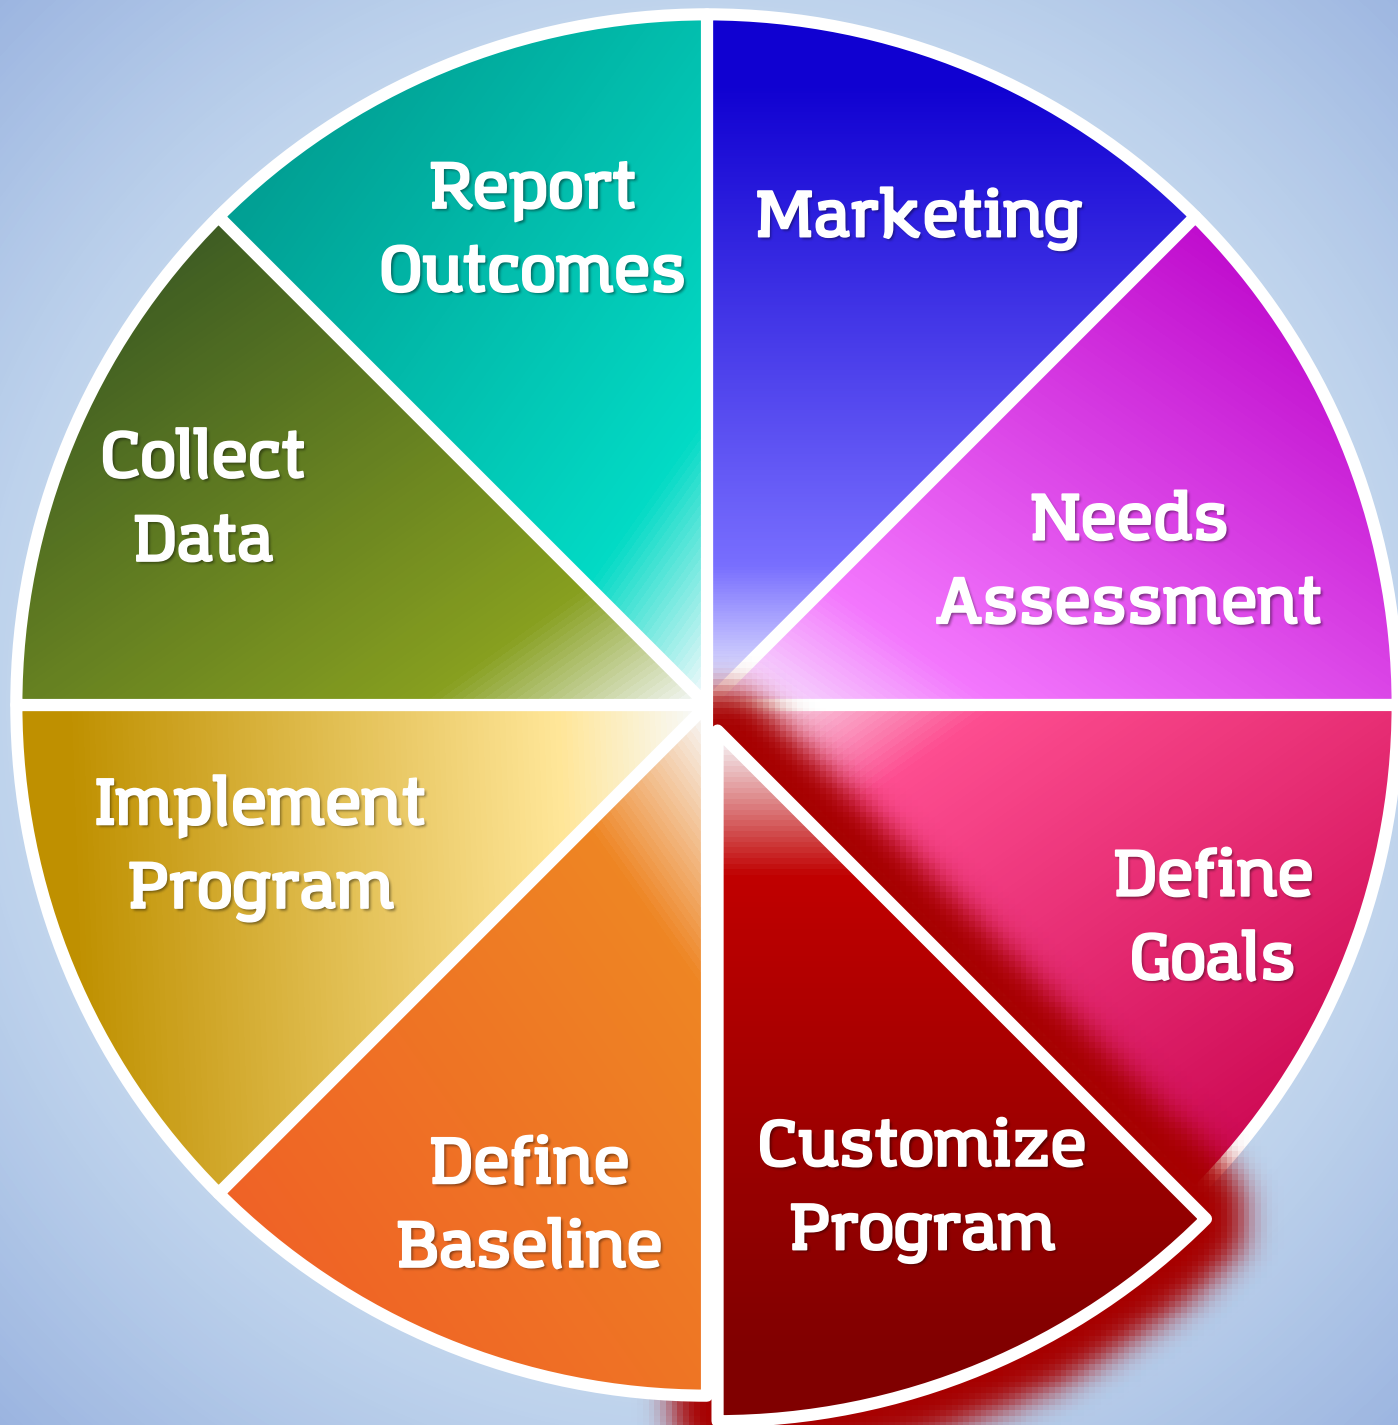 Marketing
Needs
Assessment
Define
Goals
Customize
Program
Define
Baseline
Implement
Program
Collect
Data
Report
Outcomes